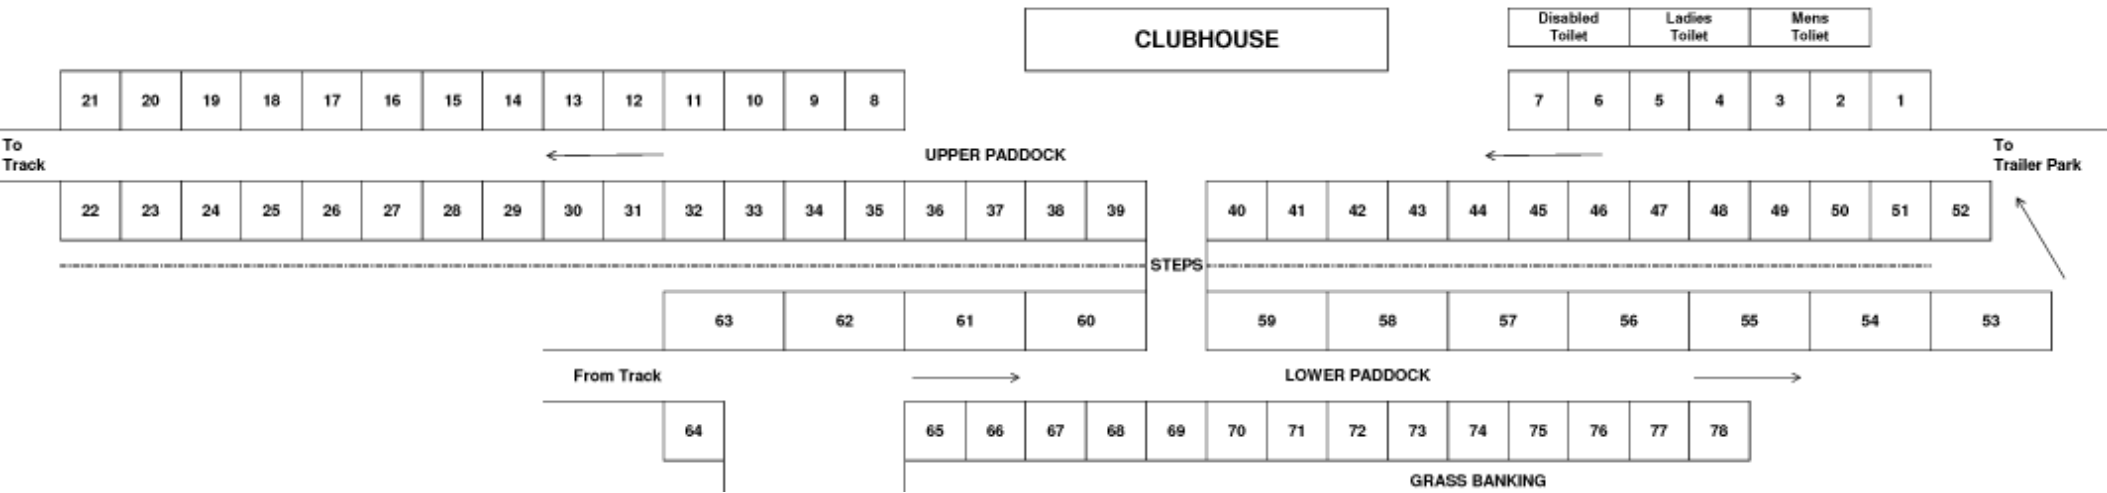 CLUBHOUSE
Disabled Toilet
Ladies Toilet
Mens Toliet
21 20 19 18 17 16 15 14 13 12 11 10 9 8
7 6 5 4 3 2 1
To Track
UPPER PADDOCK
To Trailer Park
22 23 24 25 26 27 28 29 30 31 32 33 34 35 36 37 38 39
40 41 42 43 44 45 46 47 48 49 50 51 52
STEPS
63 62 61 60
59 58 57 56 55 54 53
From Track
LOWER PADDOCK
64
65 66 67 68 69 70 71 72 73 74 75 76 77 78
GRASS BANKING